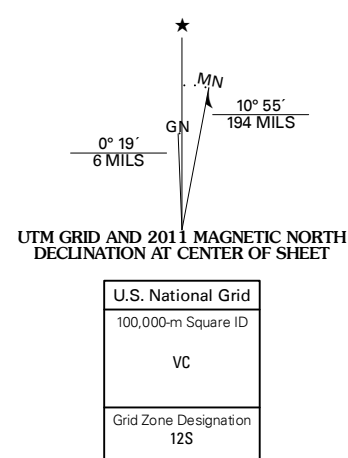 ★
MN
GN
10° 55´
194 MILS
0° 19´
6 MILS
UTM GRID AND 2011 MAGNETIC NORTH
DECLINATION AT CENTER OF SHEET
U.S. National Grid
100,000-m Square ID
VC
Grid Zone Designation
12S